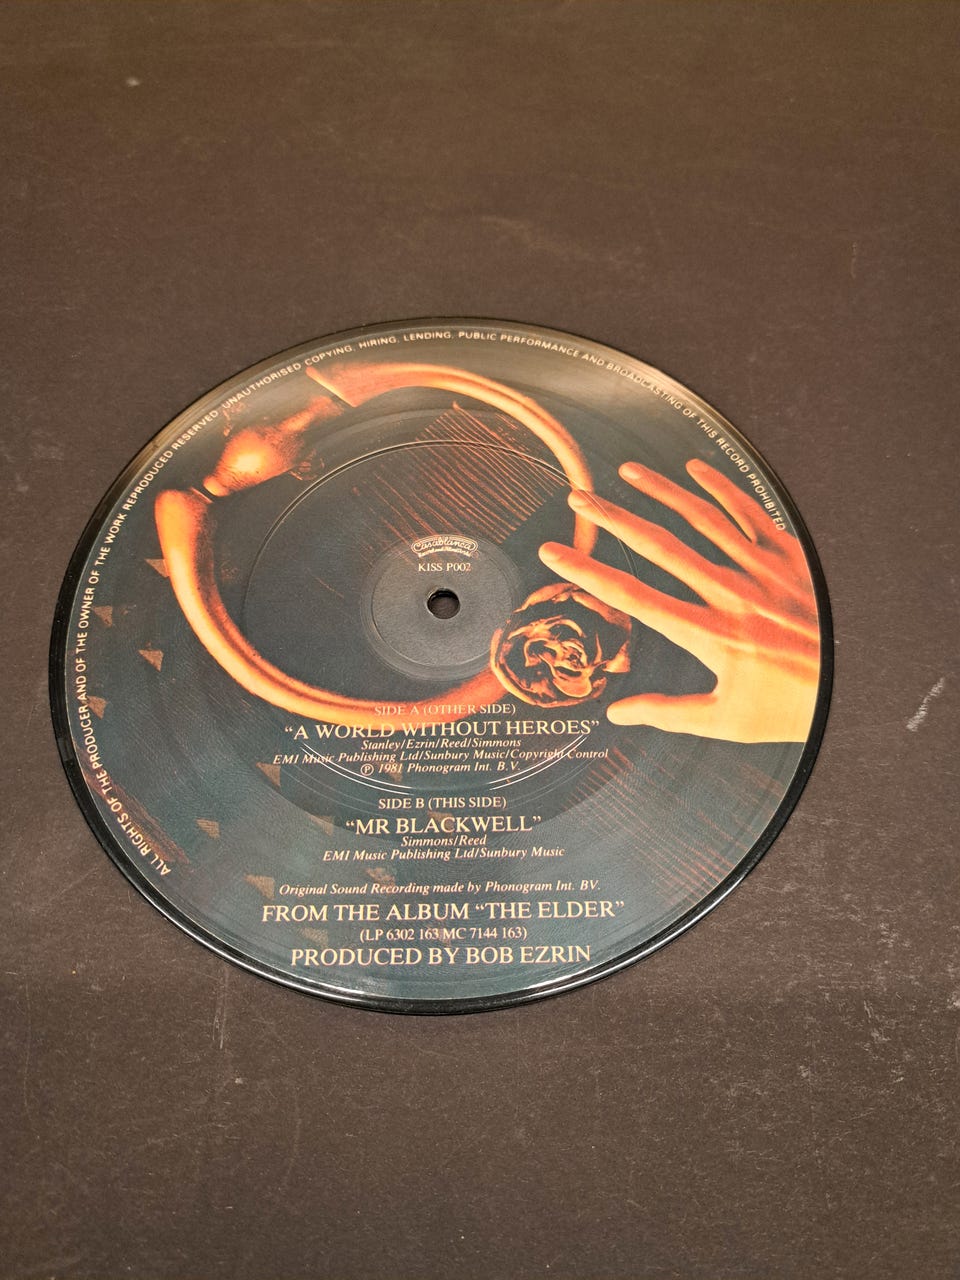 ALL RIGHTS OF THE PRODUCER AND OF THE OWNER OF THE WORK REPRODUCED RESERVED. UNAUTHORISED COPYING, HIRING, LENDING, PUBLIC PERFORMANCE AND BROADCASTING OF THIS RECORD PROHIBITED
Casablanca
Record and FilmWorks
KISS P002
SIDE A (OTHER SIDE)
“A WORLD WITHOUT HEROES”
Stanley/Ezrin/Reed/Simmons
EMI Music Publishing Ltd/Sunbury Music/Copyright Control
Ⓟ 1981 Phonogram Int. B.V.
SIDE B (THIS SIDE)
“MR BLACKWELL”
Simmons/Reed
EMI Music Publishing Ltd/Sunbury Music
Original Sound Recording made by Phonogram Int. BV.
FROM THE ALBUM “THE ELDER”
(LP 6302 163 MC 7144 163)
PRODUCED BY BOB EZRIN